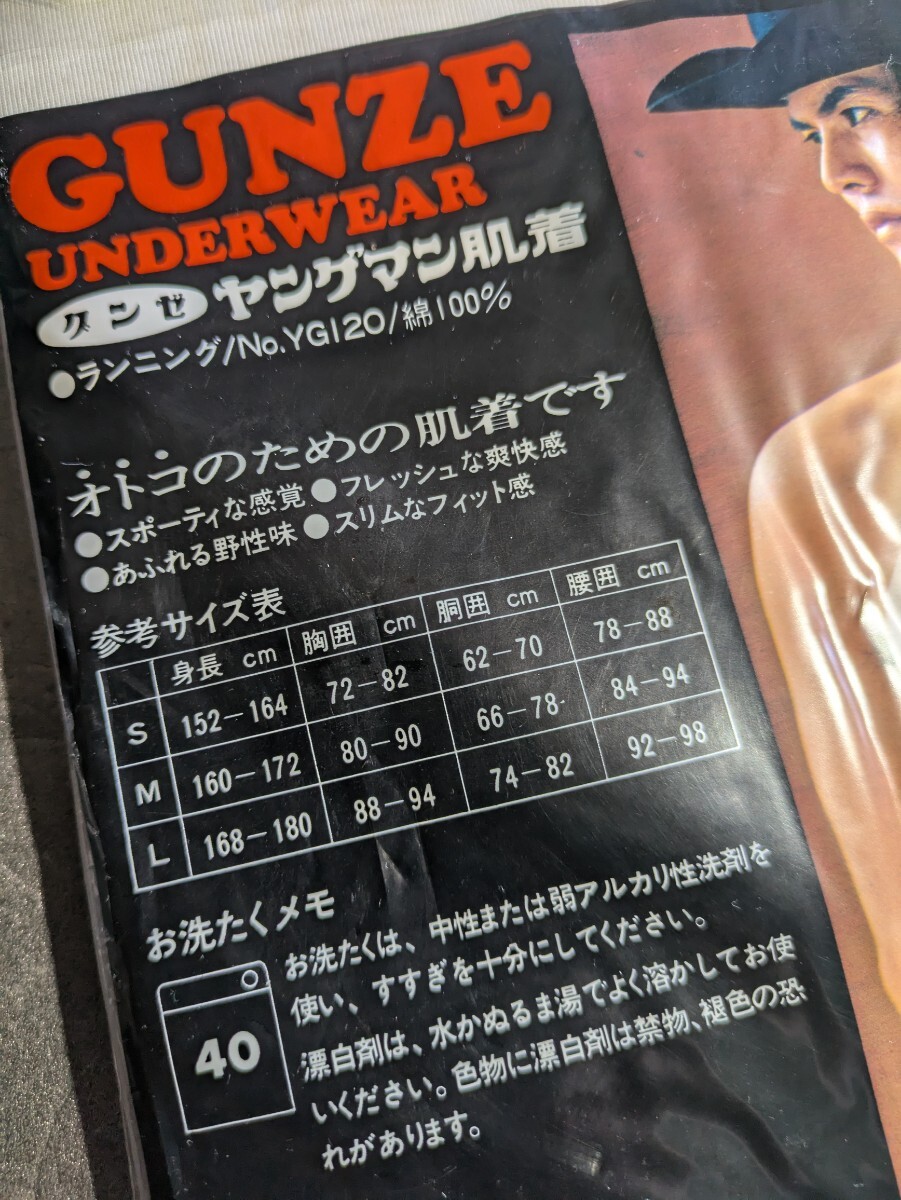 GUNZE
UNDERWEAR
グンゼ ヤングマン肌着
●ランニング/No.YG120/綿100%
オトコのための肌着です
●スポーティな感覚●フレッシュな爽快感
●あふれる野性味●スリムなフィット感
参考サイズ表
身長 cm 胸囲 cm 胴囲 cm 腰囲 cm
S 152－164 72－82 62－70 78－88
M 160－172 80－90 66－78 84－94
L 168－180 88－94 74－82 92－98
お洗たくメモ
40
お洗たくは、中性または弱アルカリ性洗剤を
使い、すすぎを十分にしてください。
漂白剤は、水かぬるま湯でよく溶かしてお使
いください。色物に漂白剤は禁物、褪色の恐
れがあります。